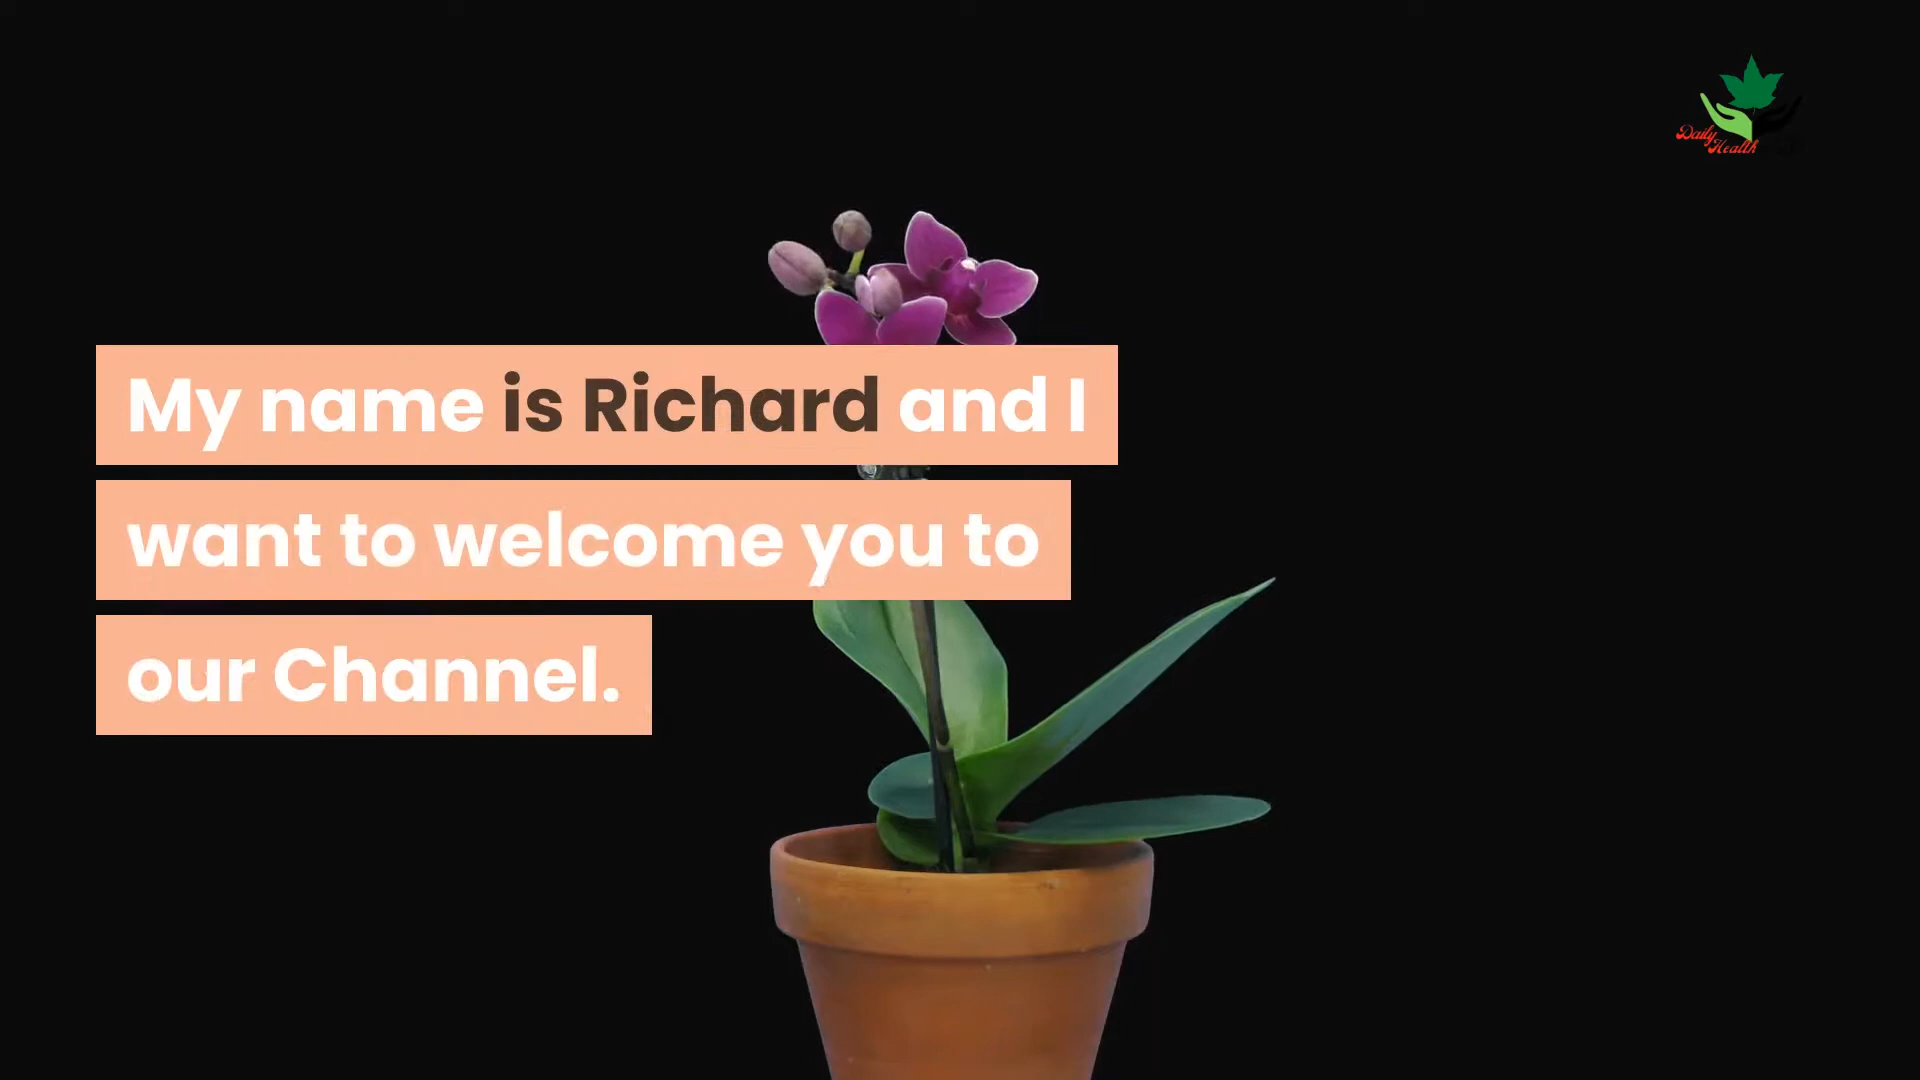 Daily
Health
My name is Richard and I
want to welcome you to
our Channel.